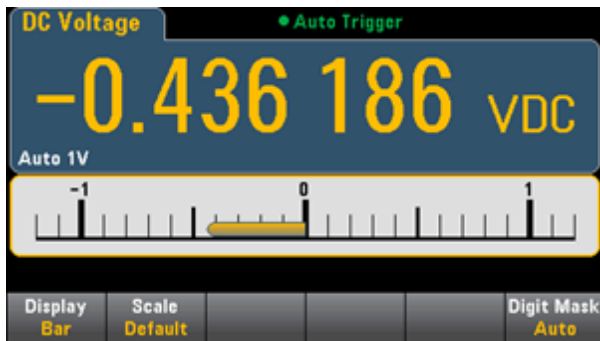 DC Voltage
● Auto Trigger
−0.436 186 VDC
Auto 1V
−1 0 1
Display Scale Digit Mask
Bar Default Auto